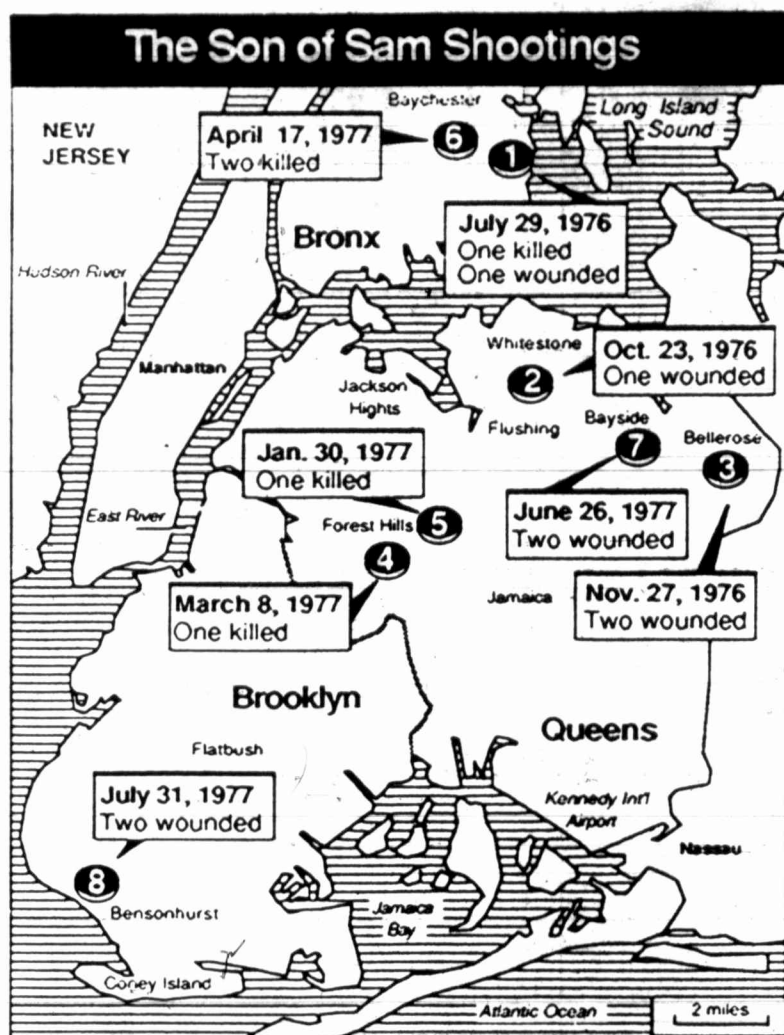 The Son of Sam Shootings
Baychester
Long Island
Sound
NEW
JERSEY
April 17, 1977
Two killed
6
1
July 29, 1976
One killed
One wounded
Bronx
Hudson River
Manhattan
Whitestone
Oct. 23, 1976
One wounded
2
Jackson
Hights
Flushing
Bayside
7
Bellerose
3
Jan. 30, 1977
One killed
East River
Forest Hills
5
4
June 26, 1977
Two wounded
March 8, 1977
One killed
Jamaica
Nov. 27, 1976
Two wounded
Brooklyn
Queens
Flatbush
July 31, 1977
Two wounded
Kennedy Int'l
Airport
Nassau
8
Bensonhurst
Jamaica
Bay
Coney Island
Atlantic Ocean
2 miles